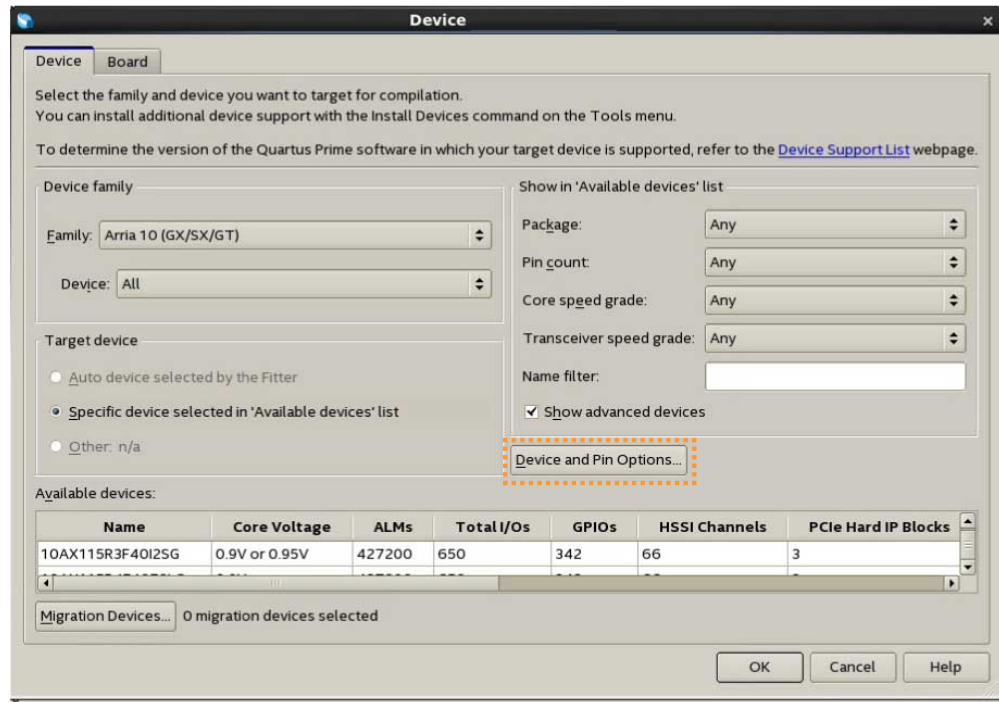 Device
Device Board
Select the family and device you want to target for compilation.
You can install additional device support with the Install Devices command on the Tools menu.
To determine the version of the Quartus Prime software in which your target device is supported, refer to the Device Support List webpage.
Device family
Family: Arria 10 (GX/SX/GT)
Device: All
Show in 'Available devices' list
Package: Any
Pin count: Any
Core speed grade: Any
Transceiver speed grade: Any
Name filter:
Show advanced devices
Target device
Auto device selected by the Fitter
Specific device selected in 'Available devices' list
Other: n/a
Device and Pin Options...
Available devices:
Name Core Voltage ALMs Total I/Os GPIOs HSSI Channels PCIe Hard IP Blocks
10AX115R3F40I2SG 0.9V or 0.95V 427200 650 342 66 3
Migration Devices... 0 migration devices selected
OK Cancel Help